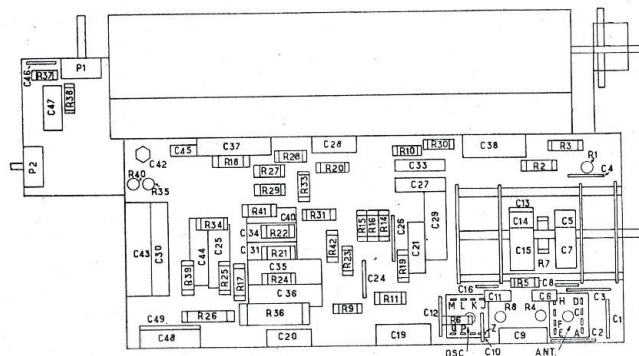 C46
R37
P1
R38
C47
P2
C42
R40
R35
C45
C37
R18
R28
C28
R20
R27
R29
R33
R10
R30
C33
C27
C38
R3
R2
R1
C4
C43
C30
R34
C44
C25
R39
R25
R17
R41
C40
C34
R22
C31
R21
C35
R24
C36
R31
R42
R23
R15
R16
R14
C26
C21
C29
R19
C24
C13
C14
C15
R7
C5
C7
R5
C8
C16
C11
C6
C3
C49
C48
R26
R36
C20
R9
R11
C19
C12
M L K J
R6
P
Z
C10
R8
R4
C9
H
D
C
F
E A
C1
C2
OSC
ANT.